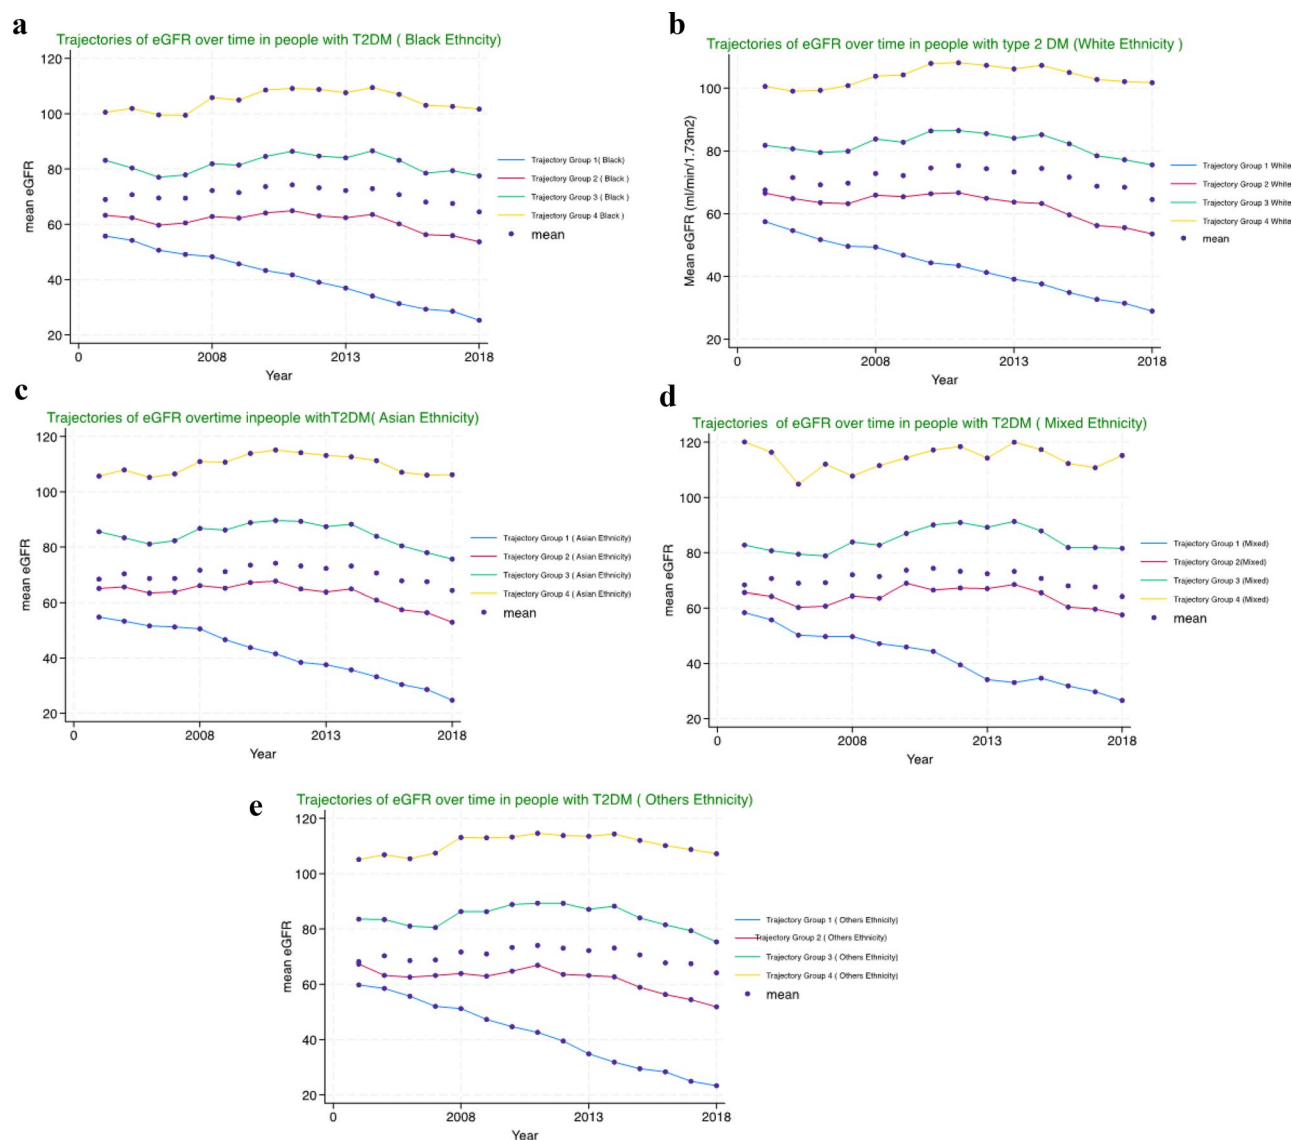 a
Trajectories of eGFR over time in people with T2DM ( Black Ethncity)
120
100
80
60
40
20
mean eGFR
0
2008
2013
2018
Year
Trajectory Group 1( Black)
Trajectory Group 2 ( Black )
Trajectory Group 3 ( Black )
Trajectory Group 4 Black )
mean
b
Trajectories of eGFR over time in people with type 2 DM (White Ethnicity )
100
80
60
40
20
Mean eGFR (ml/min/1.73m2)
0
2008
2013
2018
Year
Trajectory Group 1 White
Trajectory Group 2 White
Trajectory Group 3 White
Trajectory Group 4 White
mean
c
Trajectories of eGFR overtime inpeople withT2DM( Asian Ethnicity)
120
100
80
60
40
20
mean eGFR
0
2008
2013
2018
Year
Trajectory Group 1 ( Asian Ethnicity)
Trajectory Group 2 ( Asian Ethnicity)
Trajectory Group 3 ( Asian Ethnicity)
Trajectory Group 4 ( Asian Ethnicity)
mean
d
Trajectories of eGFR over time in people with T2DM ( Mixed Ethnicity)
120
100
80
60
40
20
mean eGFR
0
2008
2013
2018
Year
Trajectory Group 1 (Mixed)
Trajectory Group 2(Mixed)
Trajectory Group 3 (Mixed)
Trajectory Group 4 (Mixed)
mean
e
Trajectories of eGFR over time in people with T2DM ( Others Ethnicity)
120
100
80
60
40
20
mean eGFR
0
2008
2013
2018
Year
Trajectory Group 1 ( Others Ethnicity)
Trajectory Group 2 ( Others Ethnicity)
Trajectory Group 3 ( Others Ethnicity)
Trajectory Group 4 ( Others Ethnicity)
mean